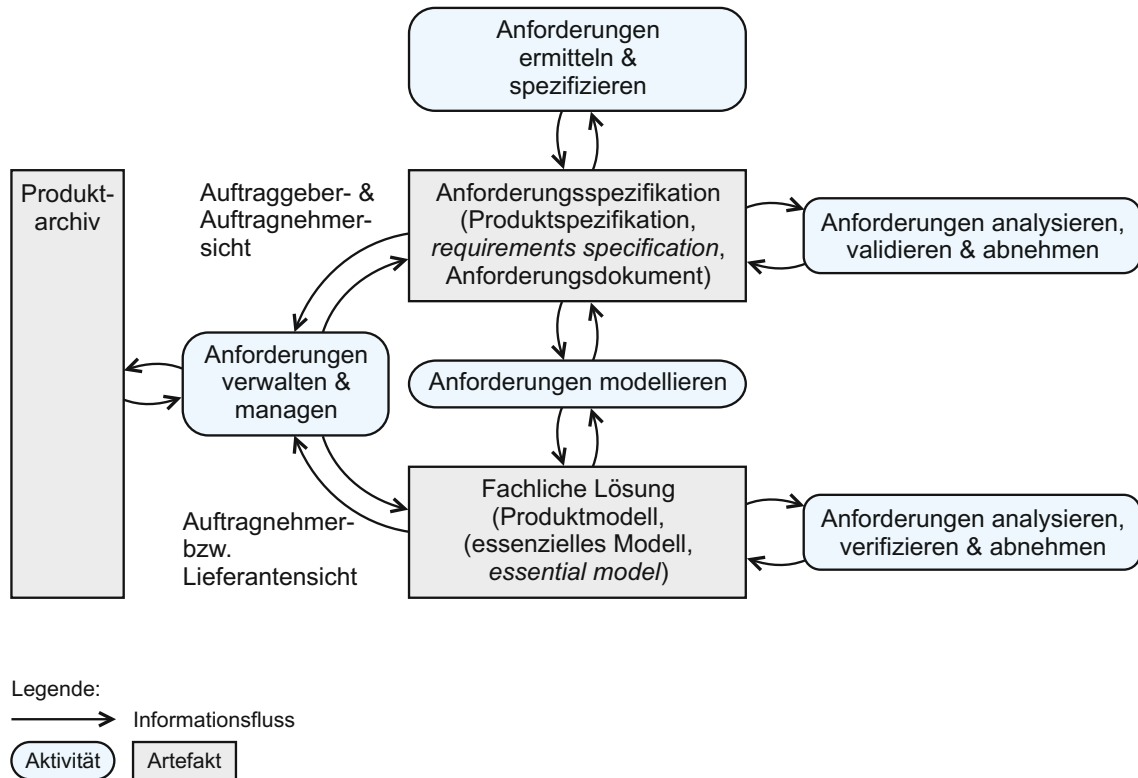 Anforderungen
ermitteln &
spezifizieren
Produkt-
archiv
Auftraggeber- &
Auftragnehmer-
sicht
Anforderungsspezifikation
(Produktspezifikation,
requirements specification,
Anforderungsdokument)
Anforderungen analysieren,
validieren & abnehmen
Anforderungen
verwalten &
managen
Anforderungen modellieren
Auftragnehmer-
bzw.
Lieferantensicht
Fachliche Lösung
(Produktmodell,
(essenzielles Modell,
essential model)
Anforderungen analysieren,
verifizieren & abnehmen
Legende:
Informationsfluss
Aktivität
Artefakt